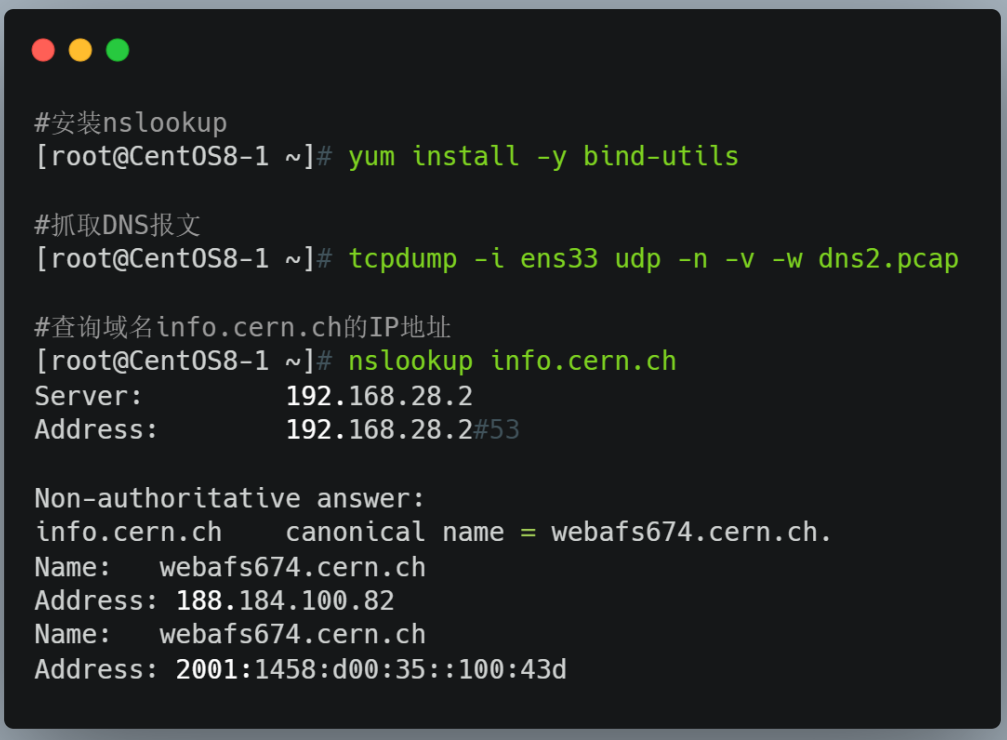 #安装nslookup
[root@CentOS8-1 ~]# yum install -y bind-utils
#抓取DNS报文
[root@CentOS8-1 ~]# tcpdump -i ens33 udp -n -v -w dns2.pcap
#查询域名info.cern.ch的IP地址
[root@CentOS8-1 ~]# nslookup info.cern.ch
Server: 192.168.28.2
Address: 192.168.28.2#53
Non-authoritative answer:
info.cern.ch canonical name = webafs674.cern.ch.
Name: webafs674.cern.ch
Address: 188.184.100.82
Name: webafs674.cern.ch
Address: 2001:1458:d00:35::100:43d